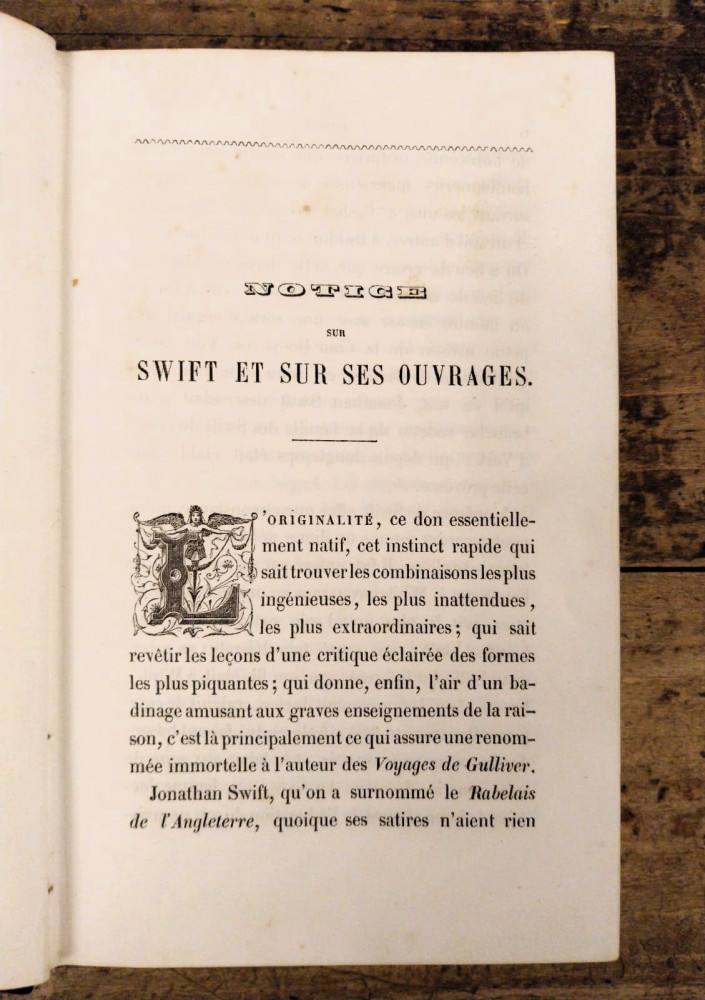 NOTICE
SUR
SWIFT ET SUR SES OUVRAGES.
L'ORIGINALITÉ, ce don essentielle-
ment natif, cet instinct rapide qui
sait trouver les combinaisons les plus
ingénieuses, les plus inattendues,
les plus extraordinaires; qui sait
revêtir les leçons d'une critique éclairée des formes
les plus piquantes; qui donne, enfin, l'air d'un ba-
dinage amusant aux graves enseignements de la rai-
son, c'est là principalement ce qui assure une renom-
mée immortelle à l'auteur des Voyages de Gulliver.
Jonathan Swift, qu'on a surnommé le Rabelais
de l'Angleterre, quoique ses satires n'aient rien